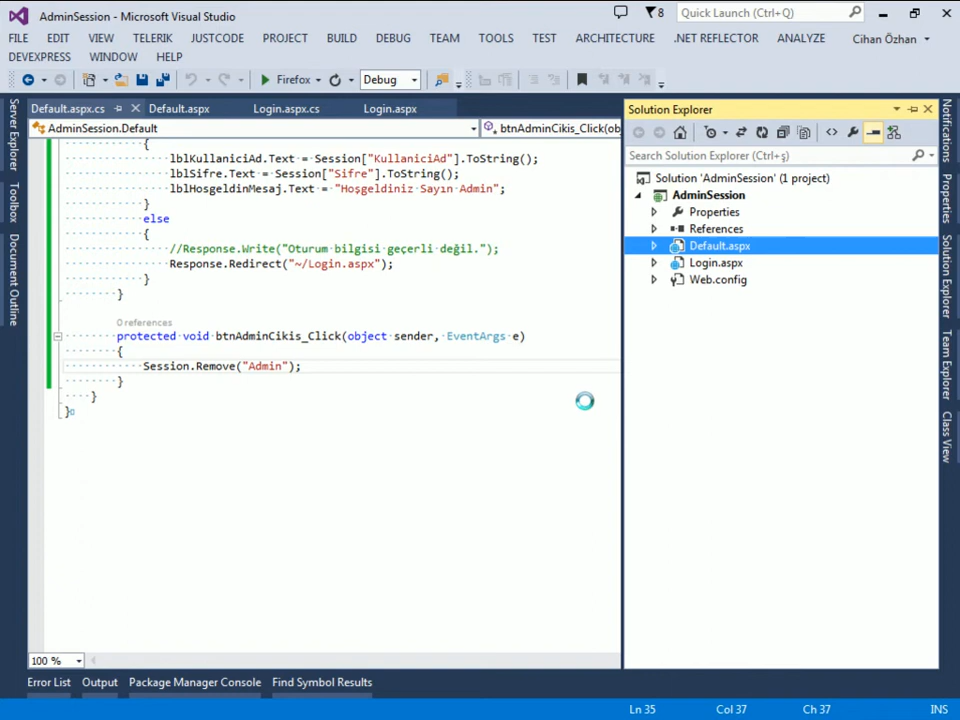 AdminSession - Microsoft Visual Studio
8
Quick Launch (Ctrl+Q)
FILE EDIT VIEW TELERIK JUSTCODE PROJECT BUILD DEBUG TEAM TOOLS TEST ARCHITECTURE .NET REFLECTOR ANALYZE Cihan Özhan
DEVEXPRESS WINDOW HELP
Firefox Debug
Default.aspx.cs Default.aspx Login.aspx.cs Login.aspx
AdminSession.Default btnAdminCikis_Click(obj
{
lblKullaniciAd.Text = Session["KullaniciAd"].ToString();
lblSifre.Text = Session["Sifre"].ToString();
lblHosgeldinMesaj.Text = "Hoşgeldiniz Sayın Admin";
}
else
{
//Response.Write("Oturum bilgisi geçerli değil.");
Response.Redirect("~/Login.aspx");
}
}
0 references
protected void btnAdminCikis_Click(object sender, EventArgs e)
{
Session.Remove("Admin");
}
}
}
100 %
Server Explorer
Toolbox
Document Outline
Solution Explorer
Search Solution Explorer (Ctrl+ş)
Solution 'AdminSession' (1 project)
AdminSession
Properties
References
Default.aspx
Login.aspx
Web.config
Notifications
Properties
Solution Explorer
Team Explorer
Class View
Error List Output Package Manager Console Find Symbol Results
Ln 35 Col 37 Ch 37 INS